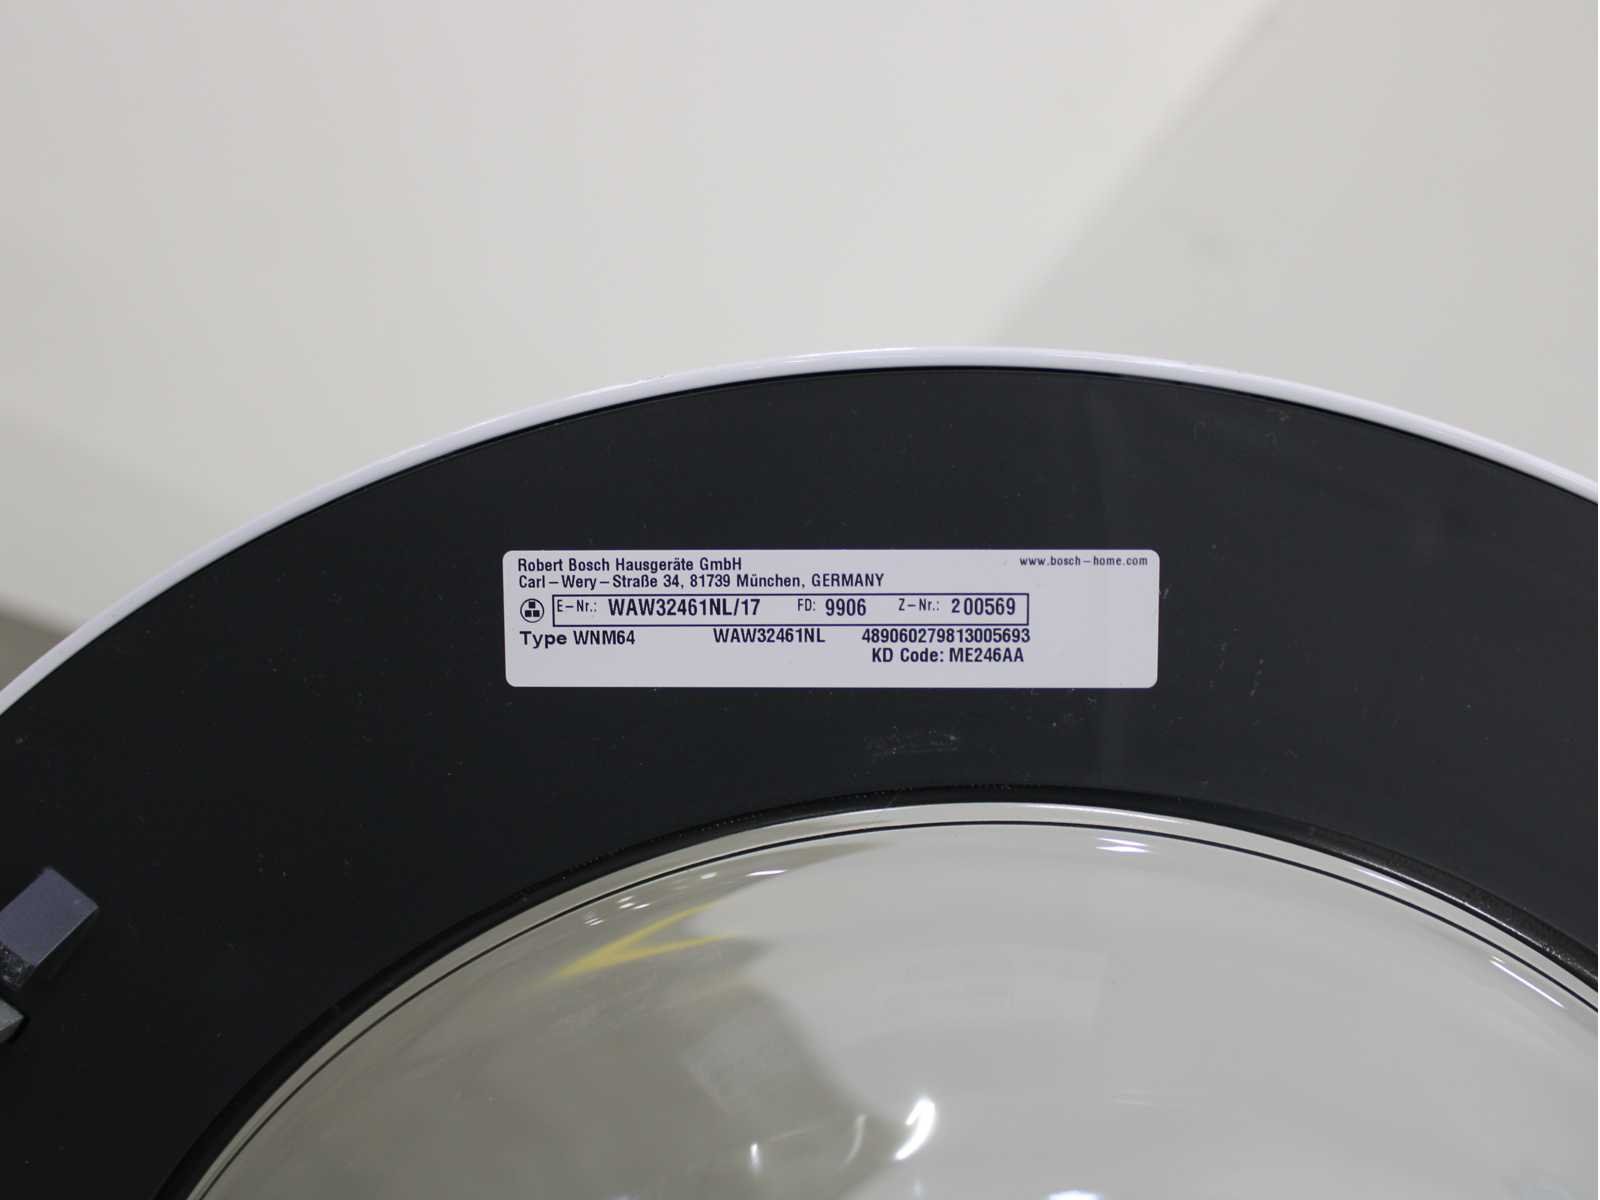 Robert Bosch Hausgeräte GmbH www.bosch-home.com
Carl-Wery-Straße 34, 81739 München, GERMANY
E-Nr.: WAW32461NL/17 FD: 9906 Z-Nr.: 200569
Type WNM64 WAW32461NL 489060279813005693
KD Code: ME246AA